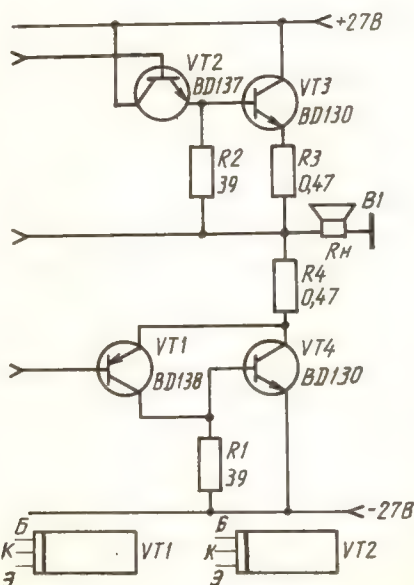 +27В
VT2
BD137
VT3
BD130
R2
39
R3
0,47
B1
Rн
R4
0,47
VT1
BD138
VT4
BD130
R1
39
-27В
Б
К
Э
VT1
Б
К
Э
VT2